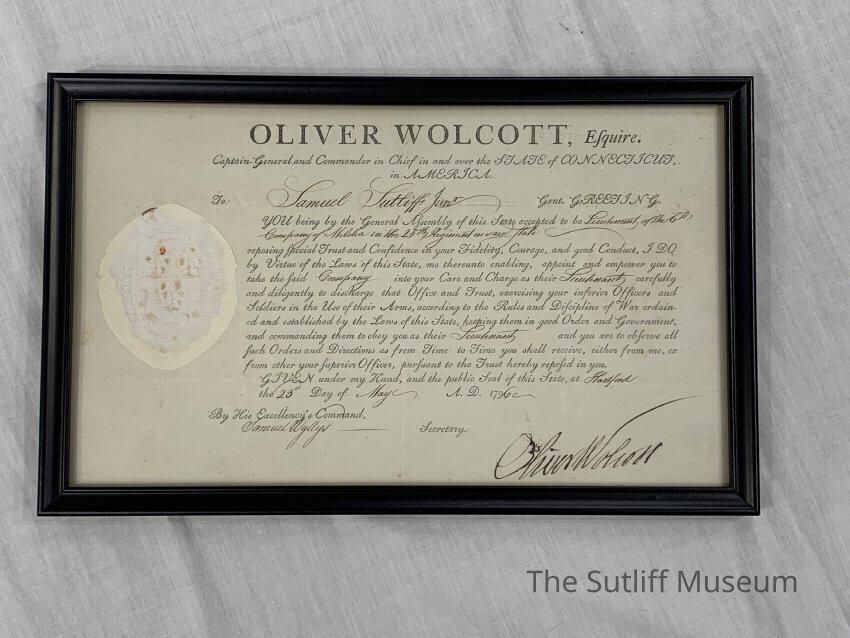 OLIVER WOLCOTT, Eſquire.
Captain-General and Commander in Chief in and over the STATE of CONNECTICUT,
in AMERICA.
To Samuel Sutliff Junr Gent. GREETING.
YOU being by the General Aſſembly of this State accepted to be Lieutenant, of the 6th
Company of Militia in the 25th Regiment in said State
repoſing ſpecial Trust and Confidence in your Fidelity, Courage, and good Conduct, I DO
by Virtue of the Laws of this State, me thereunto enabling, appoint and empower you to
take the ſaid Company into your Care and Charge as their Lieutenant, carefully
and diligently to discharge that Office and Trust, exerciſing your inferior Officers and
Soldiers in the Use of their Arms, according to the Rules and Diſcipline of War ordain-
ed and establiſhed by the Laws of this State, keeping them in good Order and Government,
and commanding them to obey you as their Lieutenant and you are to obſerve all
ſuch Orders and Directions as from Time to Time you shall receive, either from me, or
from other your ſuperior Officer, purſuant to the Trust hereby repoſed in you.
GIVEN under my Hand, and the public Seal of this State, at Hartford
the 23d Day of May A.D. 1796
By His Excellency's Command,
Samuel Wyllys Secretary.
Oliver Wolcott
The Sutliff Museum